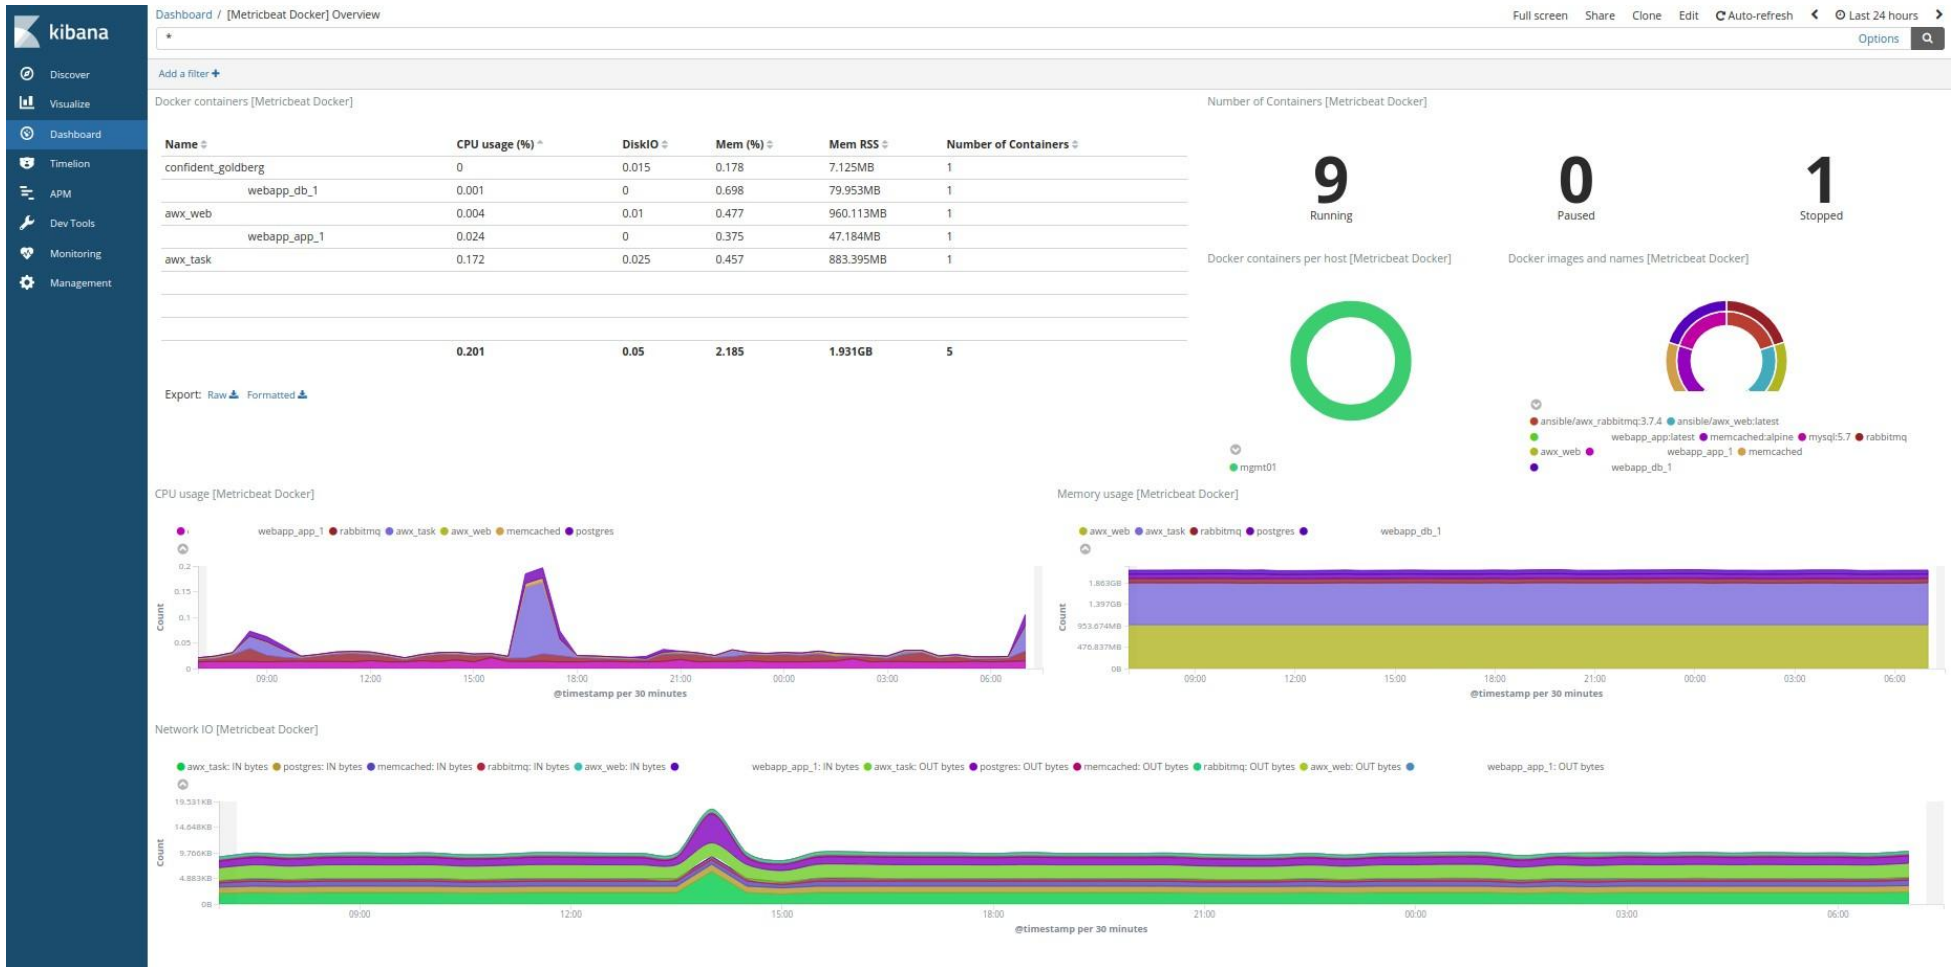 kibana
Discover
Visualize
Dashboard
Timelion
APM
Dev Tools
Monitoring
Management
Dashboard / [Metricbeat Docker] Overview
Full screen Share Clone Edit Auto-refresh Last 24 hours
*
Options
Add a filter +
Docker containers [Metricbeat Docker]
Name CPU usage (%) DiskIO Mem (%) Mem RSS Number of Containers
confident_goldberg 0 0.015 0.178 7.125MB 1
webapp_db_1 0.001 0 0.698 79.953MB 1
awx_web 0.004 0.01 0.477 960.113MB 1
webapp_app_1 0.024 0 0.375 47.184MB 1
awx_task 0.172 0.025 0.457 883.395MB 1
0.201 0.05 2.185 1.931GB 5
Export: Raw Formatted
Number of Containers [Metricbeat Docker]
9 0 1
Running Paused Stopped
Docker containers per host [Metricbeat Docker]
mgmt01
Docker images and names [Metricbeat Docker]
ansible/awx_rabbitmq:3.7.4 ansible/awx_web:latest
webapp_app:latest memcached:alpine mysql:5.7 rabbitmq
awx_web webapp_app_1 memcached
webapp_db_1
CPU usage [Metricbeat Docker]
webapp_app_1 rabbitmq awx_task awx_web memcached postgres
0.2
0.15
0.1
0.05
0
Count
09:00 12:00 15:00 18:00 21:00 00:00 03:00 06:00
@timestamp per 30 minutes
Memory usage [Metricbeat Docker]
awx_web awx_task rabbitmq postgres webapp_db_1
1.863GB
1.397GB
953.674MB
476.837MB
0B
Count
09:00 12:00 15:00 18:00 21:00 00:00 03:00 06:00
@timestamp per 30 minutes
Network IO [Metricbeat Docker]
awx_task: IN bytes postgres: IN bytes memcached: IN bytes rabbitmq: IN bytes awx_web: IN bytes webapp_app_1: IN bytes awx_task: OUT bytes postgres: OUT bytes memcached: OUT bytes rabbitmq: OUT bytes awx_web: OUT bytes webapp_app_1: OUT bytes
19.531KB
14.648KB
9.766KB
4.883KB
0B
Count
09:00 12:00 15:00 18:00 21:00 00:00 03:00 06:00
@timestamp per 30 minutes